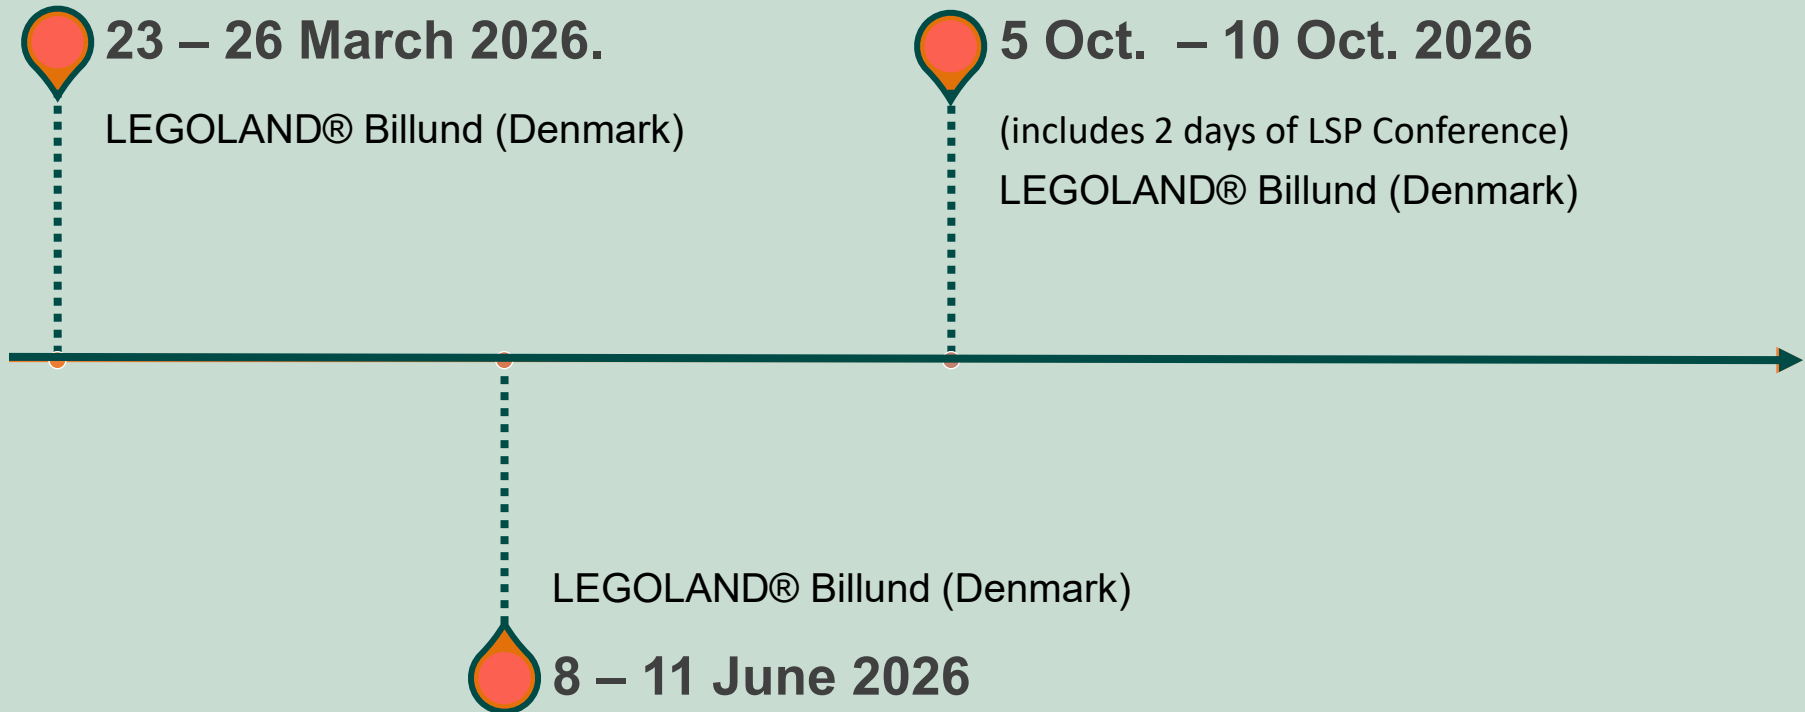 23 – 26 March 2026.
LEGOLAND® Billund (Denmark)
5 Oct.  – 10 Oct. 2026
(includes 2 days of LSP Conference)
LEGOLAND® Billund (Denmark)
LEGOLAND® Billund (Denmark)
8 – 11 June 2026